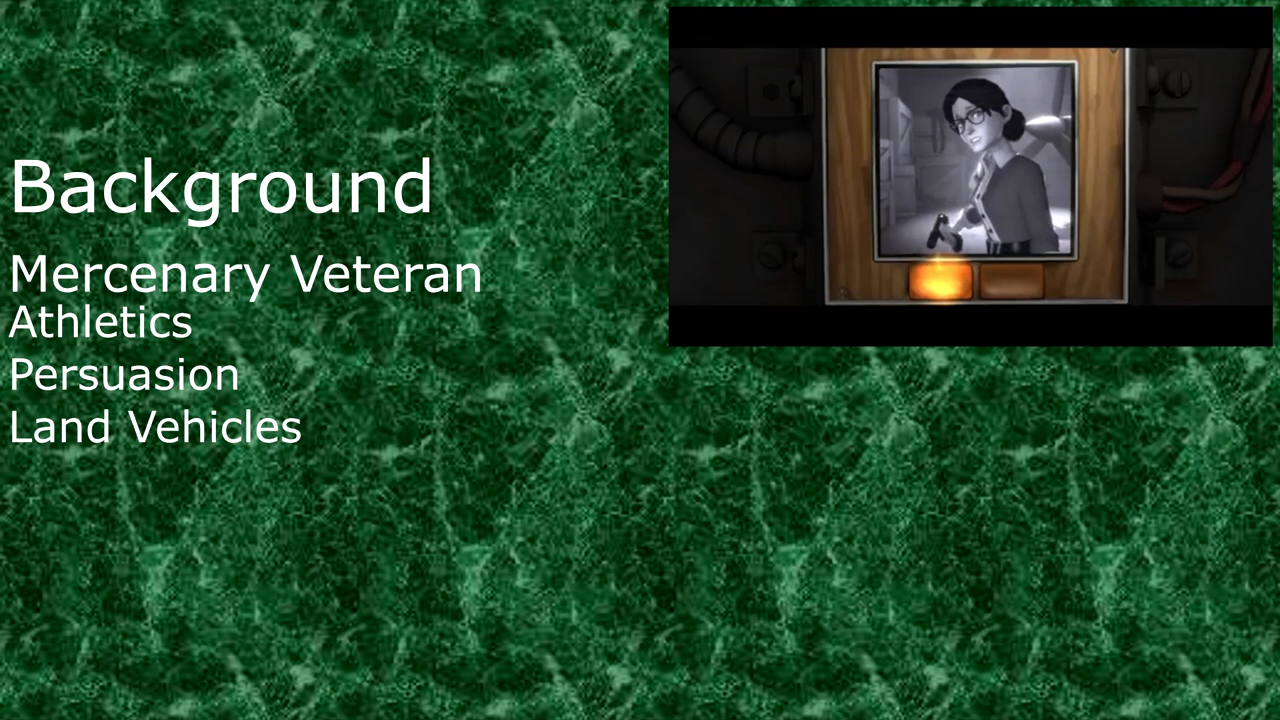 Background
Mercenary Veteran
Athletics
Persuasion
Land Vehicles